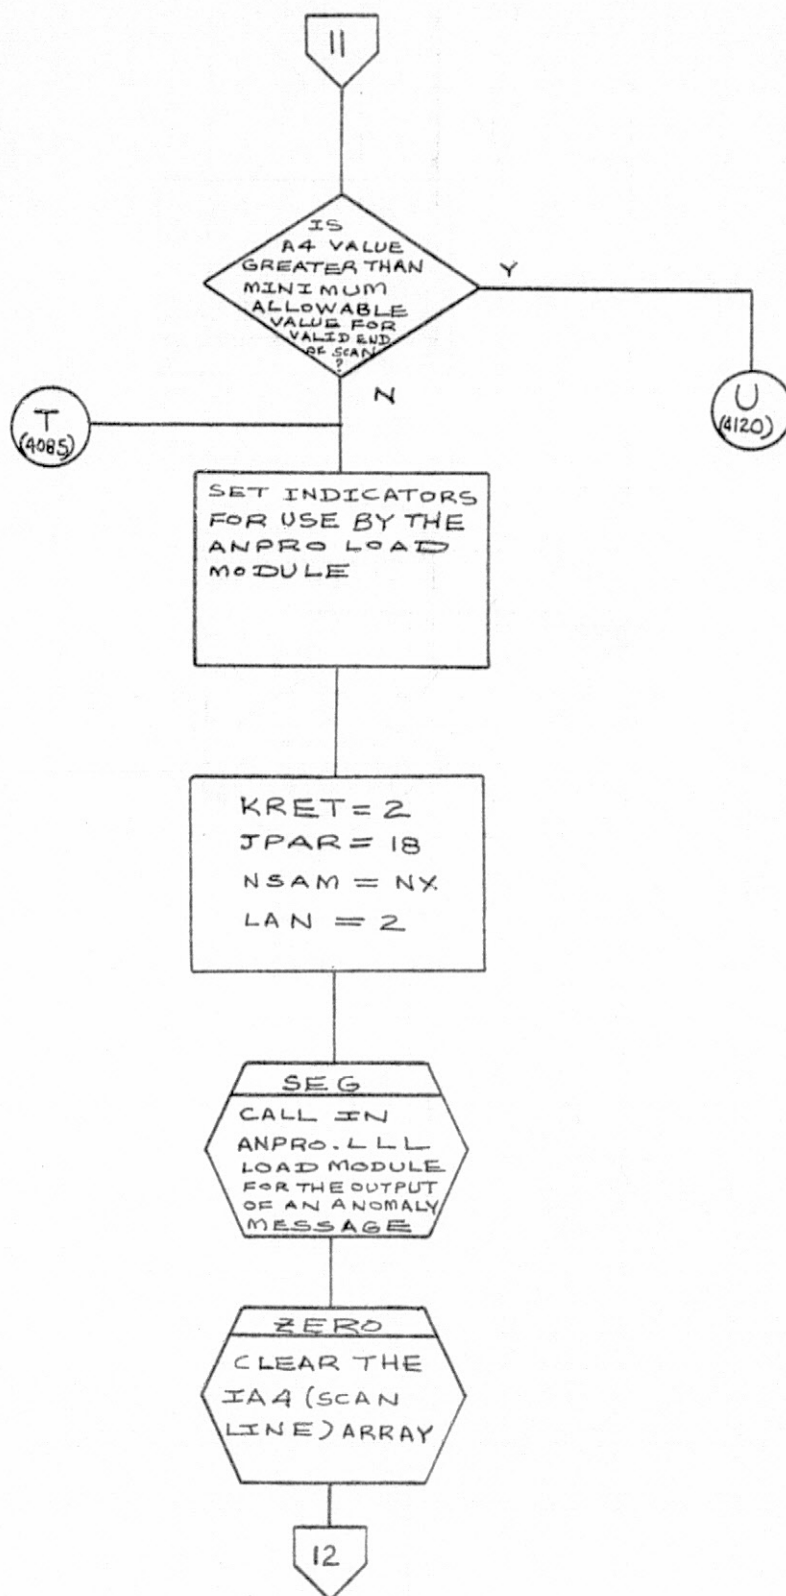 11
IS
A4 VALUE
GREATER THAN
MINIMUM
ALLOWABLE
VALUE FOR
VALID END
OF SCAN
?
Y
N
T
(4085)
U
(4120)
SET INDICATORS
FOR USE BY THE
ANPRO LOAD
MODULE
KRET = 2
JPAR = 18
NSAM = NX
LAN = 2
SEG
CALL IN
ANPRO.LLL
LOAD MODULE
FOR THE OUTPUT
OF AN ANOMALY
MESSAGE
ZERO
CLEAR THE
IA4 (SCAN
LINE) ARRAY
12